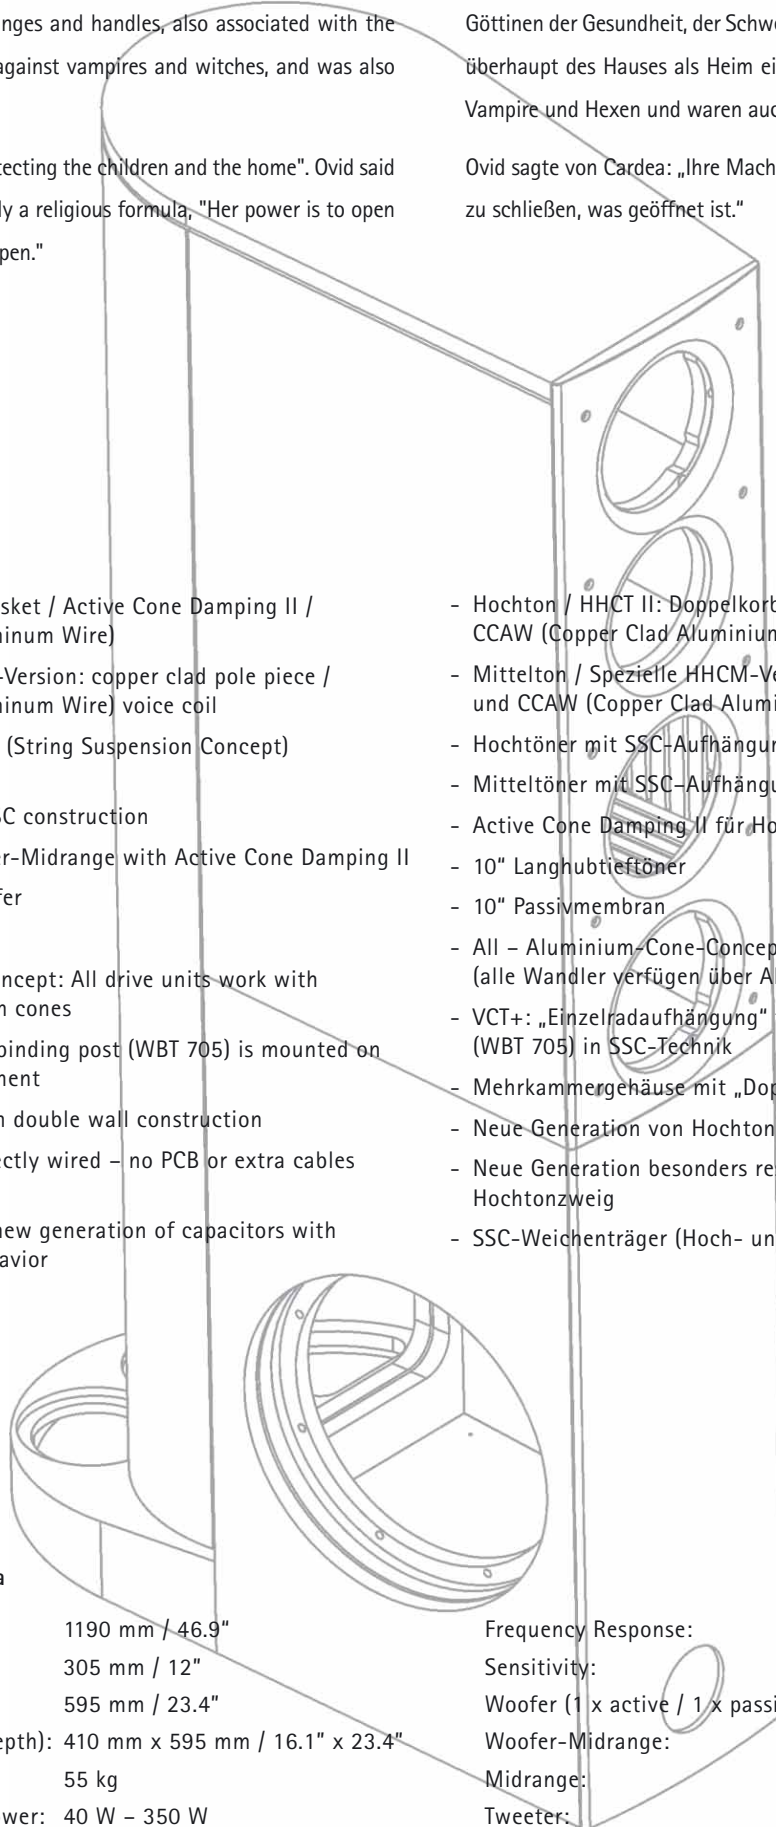 nges and handles, also associated with the
against vampires and witches, and was also
tecting the children and the home". Ovid said
ly a religious formula, "Her power is to open
pen."
Göttinen der Gesundheit, der Schwe
überhaupt des Hauses als Heim ei
Vampire und Hexen und waren auc
Ovid sagte von Cardea: „Ihre Mach
zu schließen, was geöffnet ist.“
sket / Active Cone Damping II /
inum Wire)
-Version: copper clad pole piece /
inum Wire) voice coil
(String Suspension Concept)
SC construction
er-Midrange with Active Cone Damping II
fer
ncept: All drive units work with
n cones
binding post (WBT 705) is mounted on
ment
n double wall construction
ectly wired – no PCB or extra cables
new generation of capacitors with
avior
- Hochton / HHCT II: Doppelkorb
CCAW (Copper Clad Aluminiun
- Mittelton / Spezielle HHCM-Ve
und CCAW (Copper Clad Alumi
- Hochtöner mit SSC-Aufhängur
- Mitteltöner mit SSC-Aufhängu
- Active Cone Damping II für Ho
- 10“ Langhubtieftöner
- 10“ Passivmembran
- All – Aluminium-Cone-Concep
(alle Wandler verfügen über Al
- VCT+: „Einzelradaufhängung“
(WBT 705) in SSC-Technik
- Mehrkammergehäuse mit „Dop
- Neue Generation von Hochton
- Neue Generation besonders re
Hochtonzweig
- SSC-Weichenträger (Hoch- un
a
1190 mm / 46.9“
305 mm / 12“
595 mm / 23.4“
epth): 410 mm x 595 mm / 16.1“ x 23.4“
55 kg
wer: 40 W – 350 W
Frequency Response:
Sensitivity:
Woofer (1 x active / 1 x passi
Woofer-Midrange:
Midrange:
Tweeter: